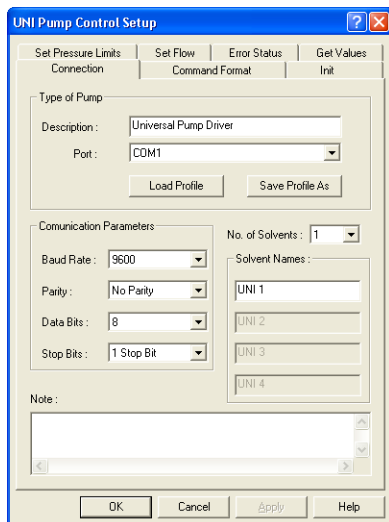 UNI Pump Control Setup
Set Pressure Limits Set Flow Error Status Get Values
Connection Command Format Init
Type of Pump
Description : Universal Pump Driver
Port : COM1
Load Profile Save Profile As
Comunication Parameters
No. of Solvents : 1
Baud Rate : 9600
Solvent Names :
Parity : No Parity
UNI 1
Data Bits : 8
UNI 2
Stop Bits : 1 Stop Bit
UNI 3
UNI 4
Note :
OK Cancel Apply Help